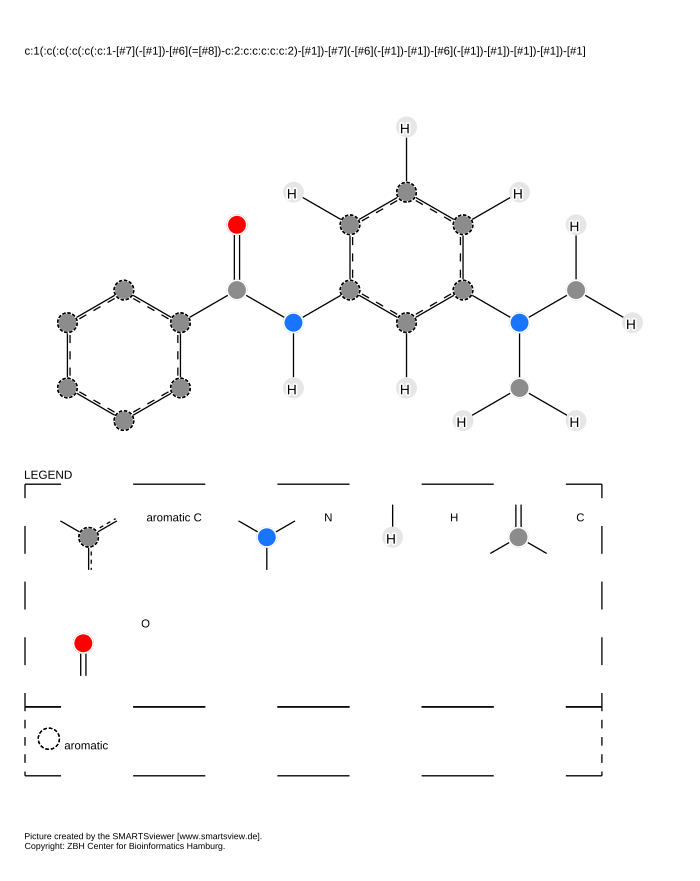 c:1(:c(:c(:c(:c(:c:1-[#7](-[#1])-[#6](=[#8])-c:2:c:c:c:c:c:2)-[#1])-[#7](-[#6](-[#1])-[#1])-[#6](-[#1])-[#1])-[#1])-[#1])-[#1]
H
H H
H
H
H H H H
LEGEND
aromatic C N H C
H
O
aromatic
Picture created by the SMARTSviewer [www.smartsview.de].
Copyright: ZBH Center for Bioinformatics Hamburg.